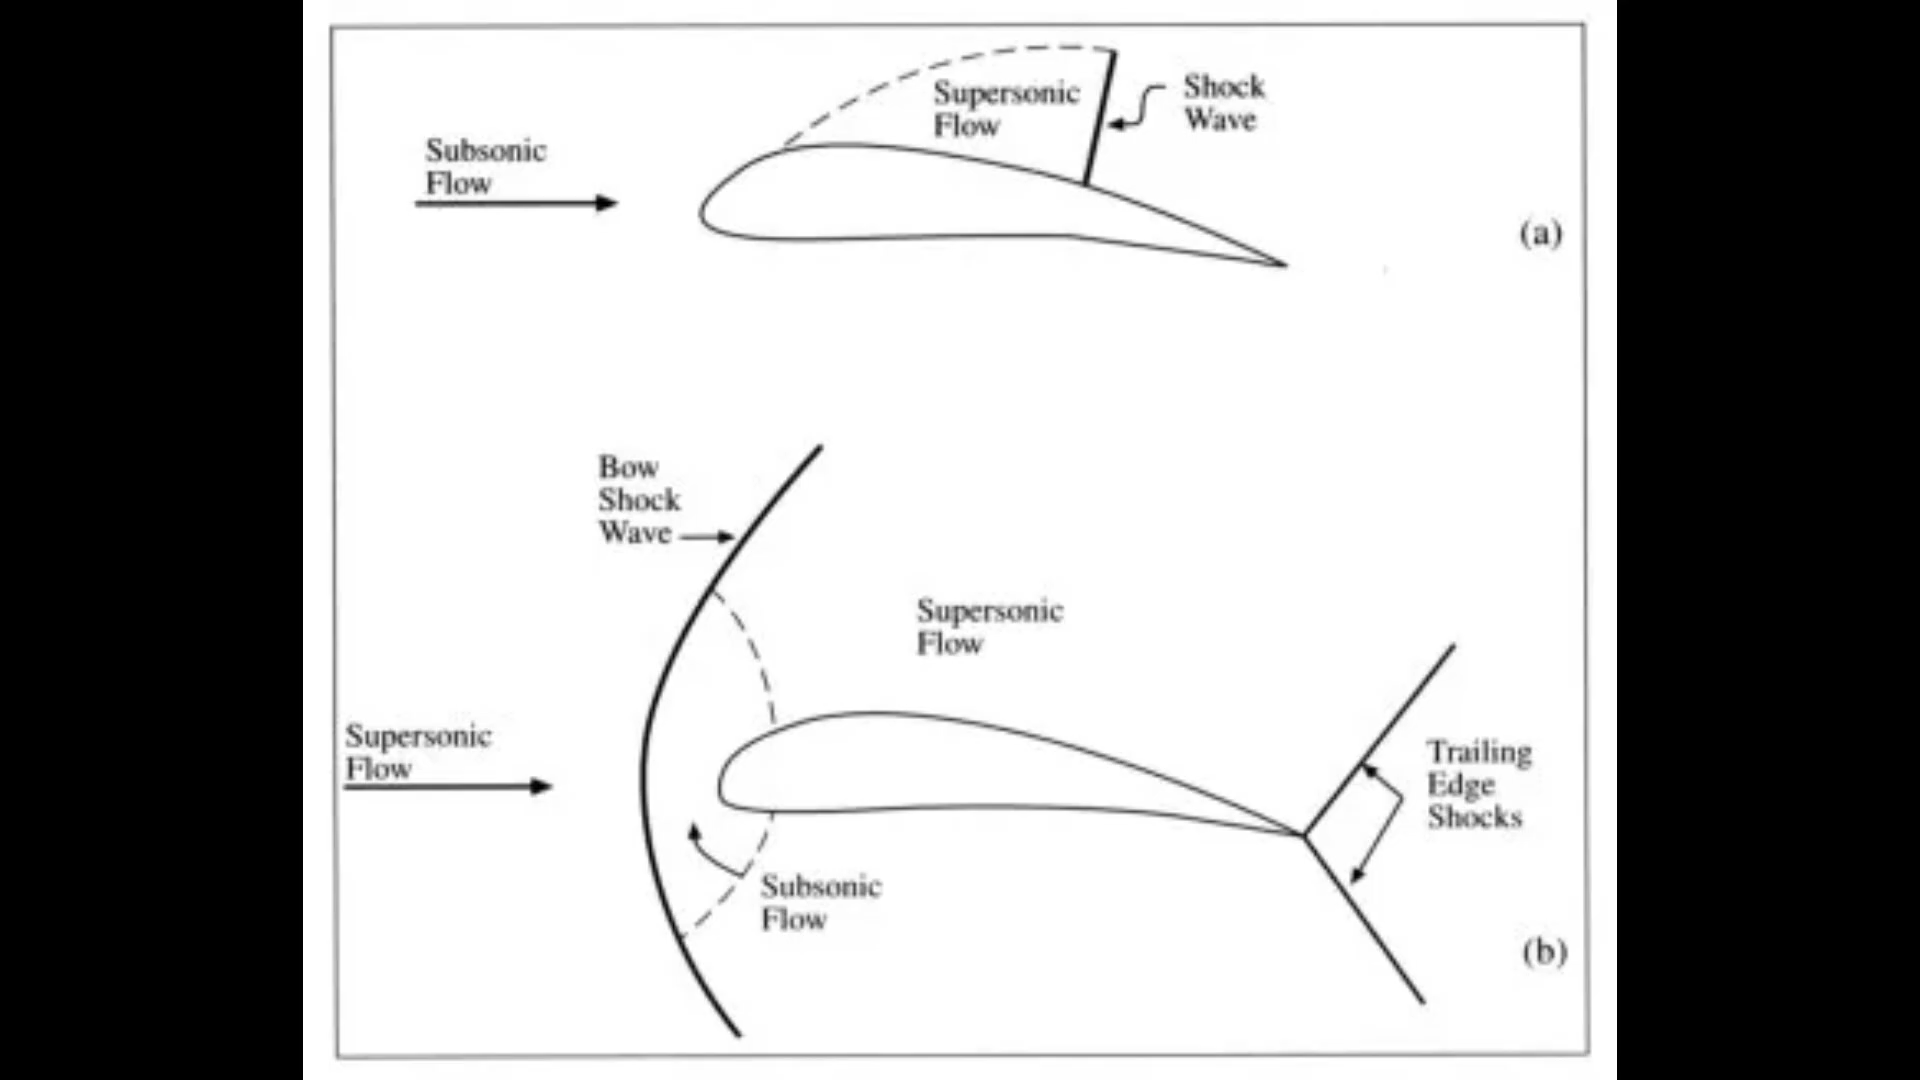 Supersonic
Flow
Shock
Wave
Subsonic
Flow
(a)
Bow
Shock
Wave
Supersonic
Flow
Supersonic
Flow
Trailing
Edge
Shocks
Subsonic
Flow
(b)